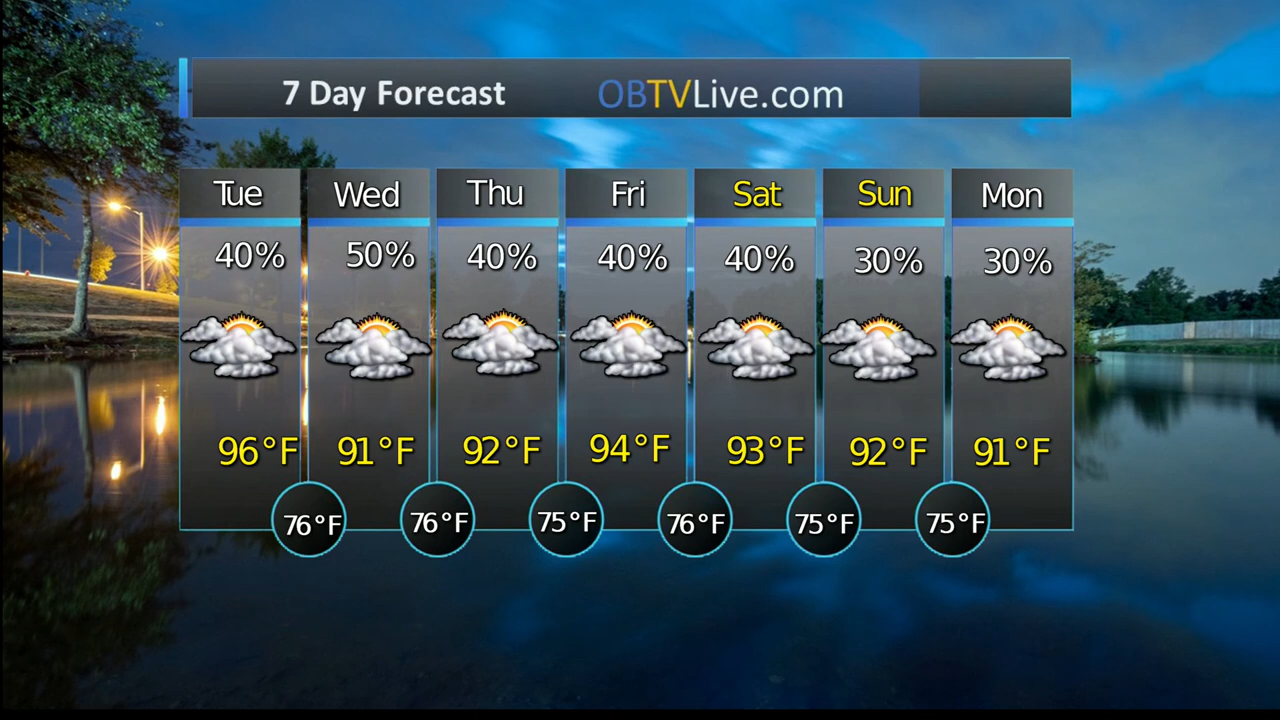 7 Day Forecast OBTVLive.com
Tue Wed Thu Fri Sat Sun Mon
40% 50% 40% 40% 40% 30% 30%
96°F 91°F 92°F 94°F 93°F 92°F 91°F
76°F 76°F 75°F 76°F 75°F 75°F